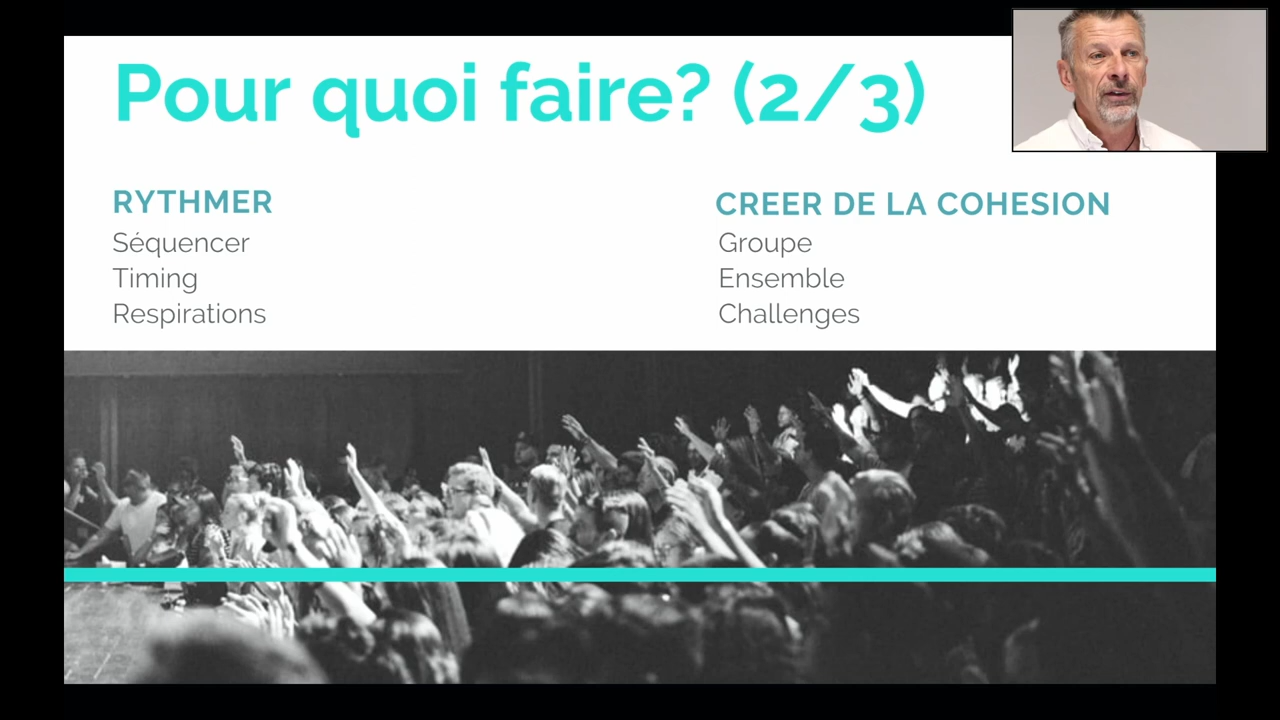 Pour quoi faire? (2/3)
RYTHMER
Séquencer
Timing
Respirations
CREER DE LA COHESION
Groupe
Ensemble
Challenges